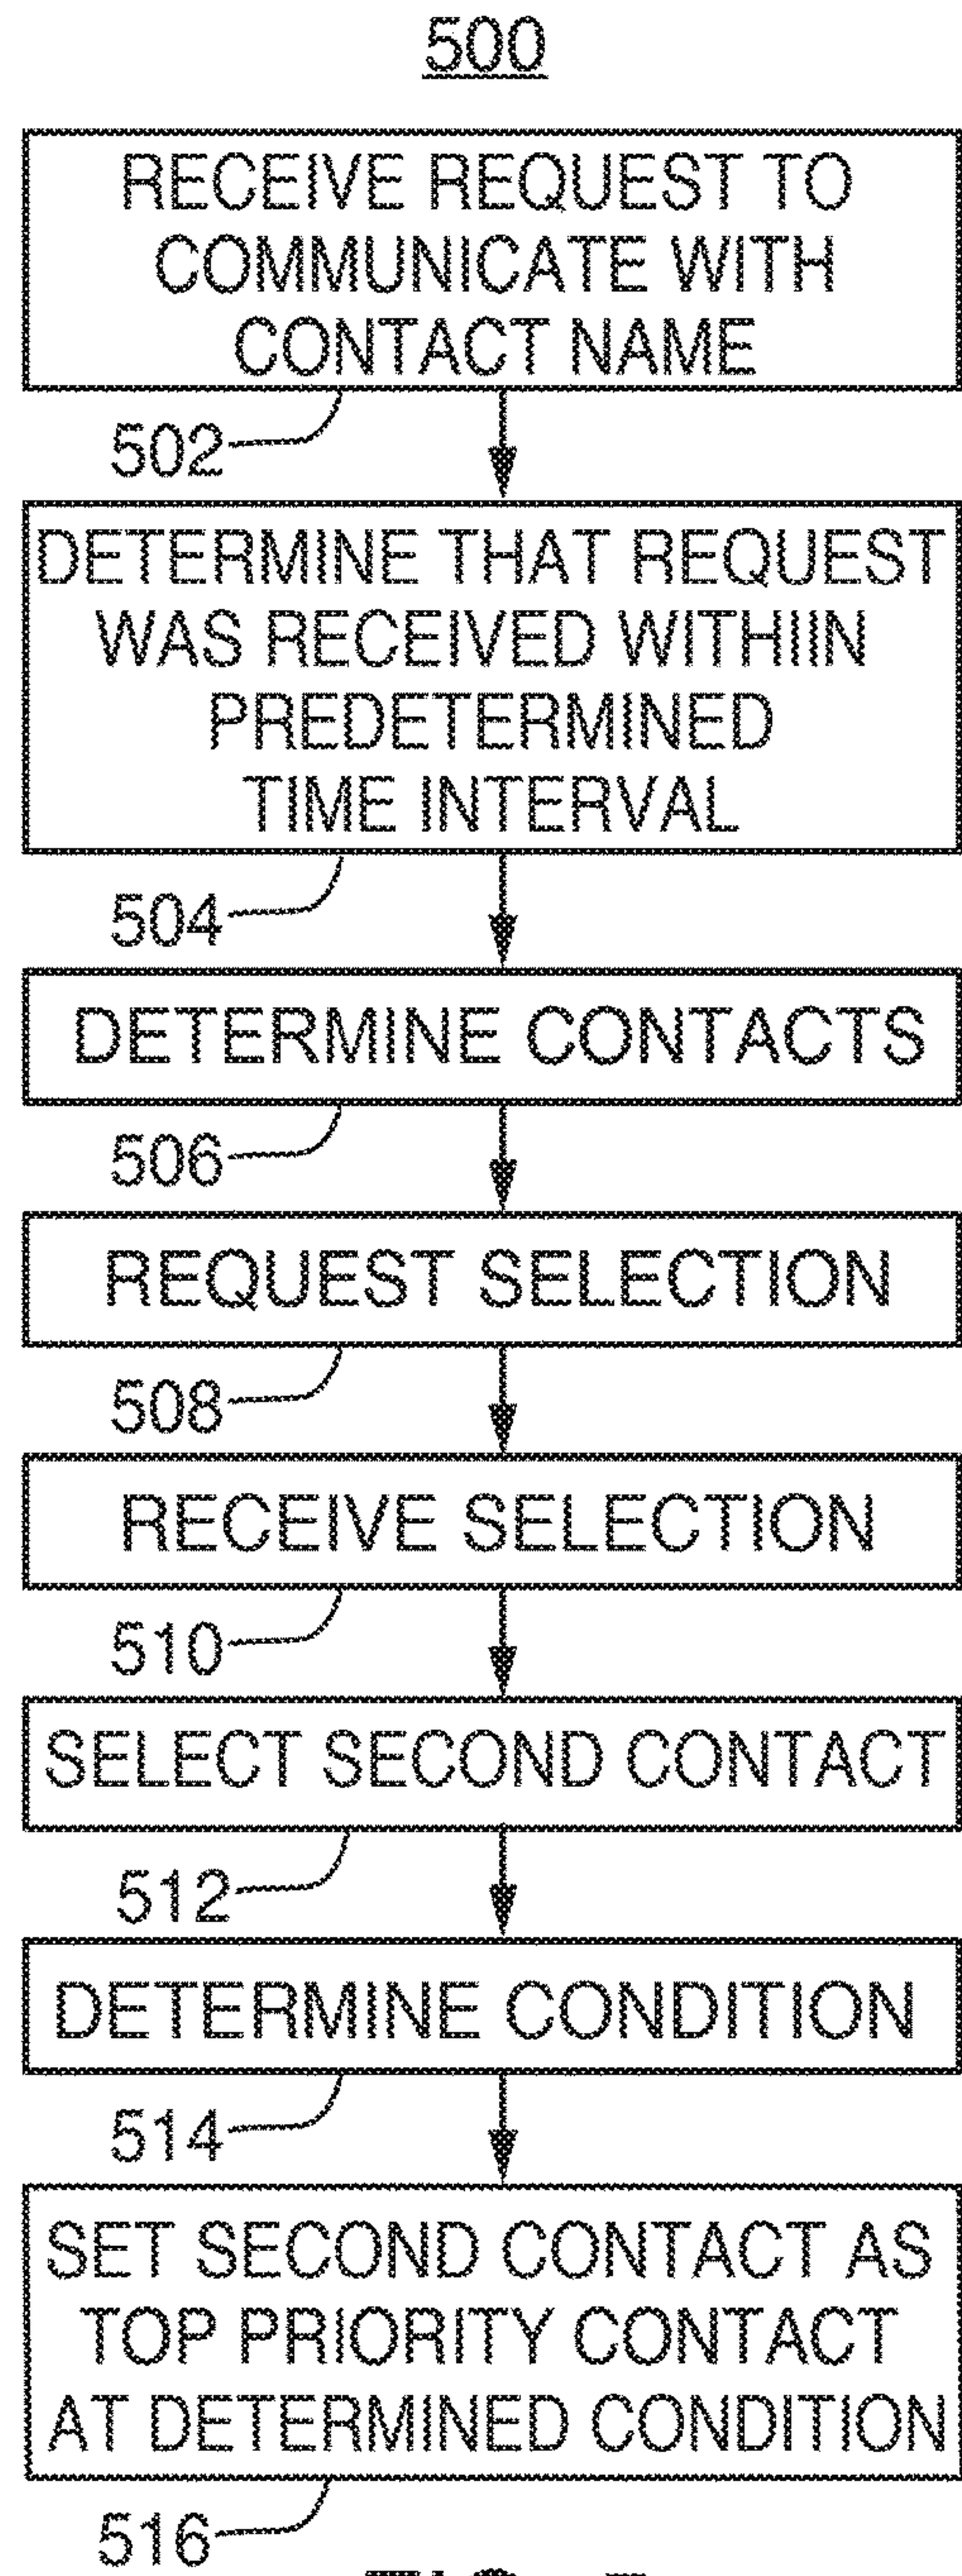 500
RECEIVE REQUEST TO
COMMUNICATE WITH
CONTACT NAME
502
DETERMINE THAT REQUEST
WAS RECEIVED WITHIIN
PREDETERMINED
TIME INTERVAL
504
DETERMINE CONTACTS
506
REQUEST SELECTION
508
RECEIVE SELECTION
510
SELECT SECOND CONTACT
512
DETERMINE CONDITION
514
SET SECOND CONTACT AS
TOP PRIORITY CONTACT
AT DETERMINED CONDITION
516